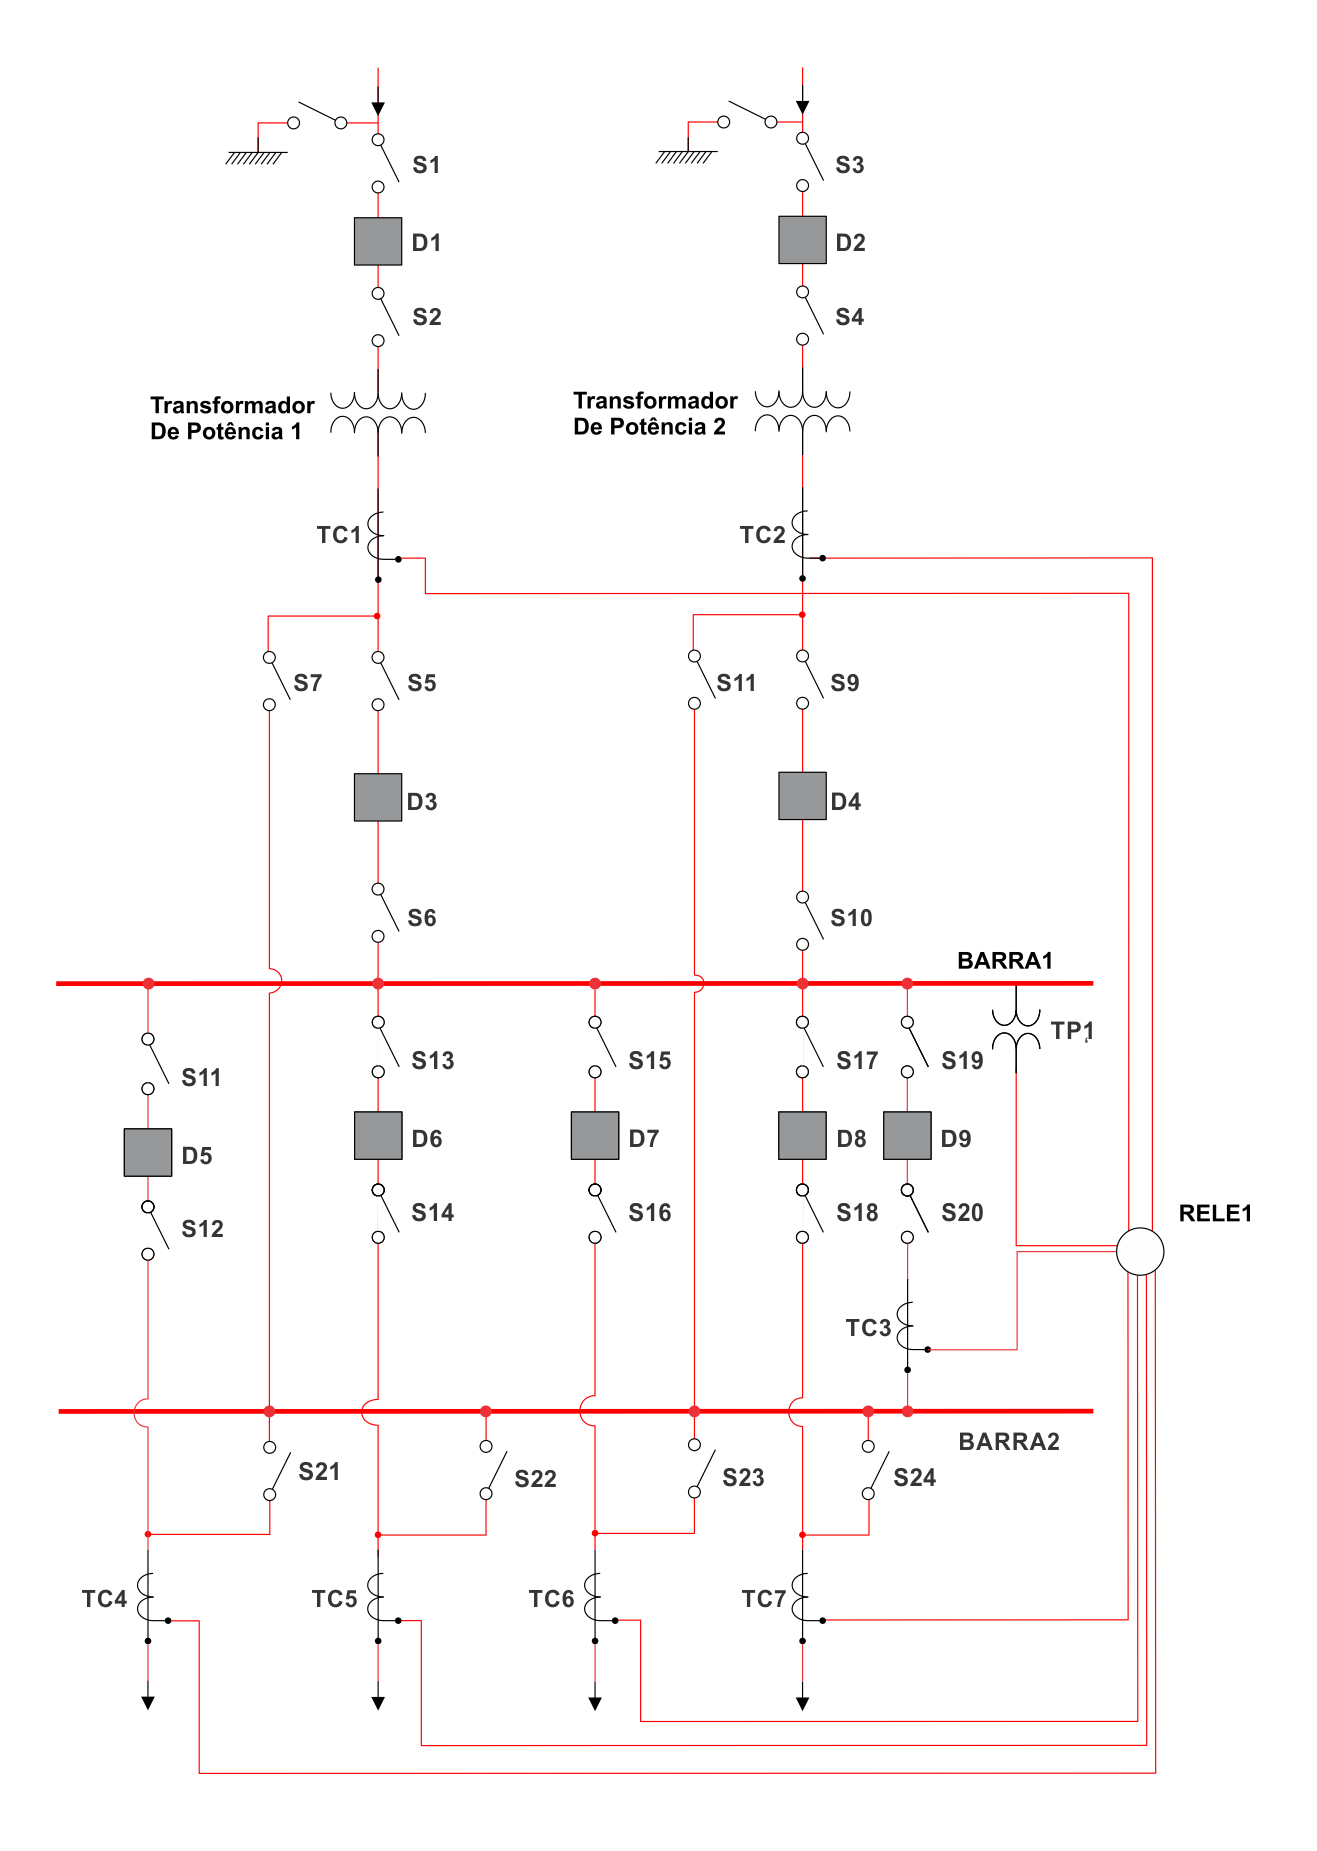 S1
S3
D1
D2
S2
S4
Transformador
De Potência 1
Transformador
De Potência 2
TC1
TC2
S7
S5
S11
S9
D3
D4
S6
S10
BARRA1
TP1
S11
S13
S15
S17
S19
D5
D6
D7
D8
D9
S12
S14
S16
S18
S20
RELE1
TC3
BARRA2
S21
S22
S23
S24
TC4
TC5
TC6
TC7